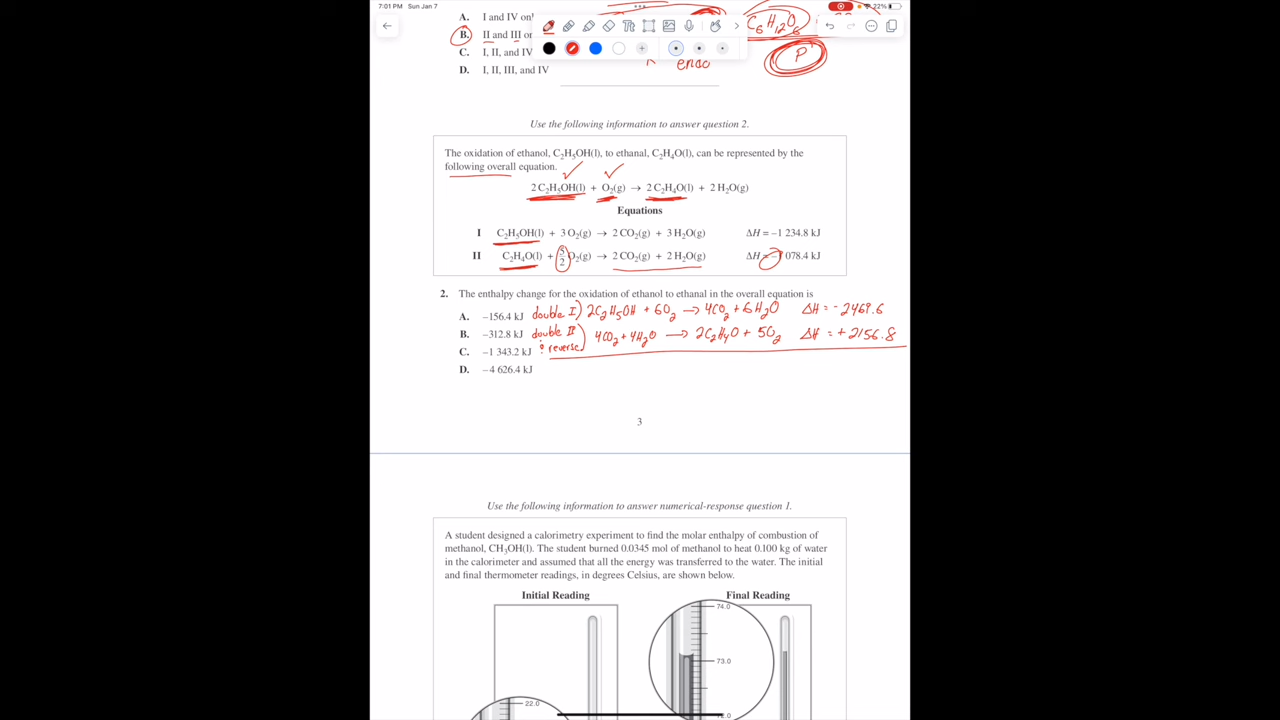 7:01 PM Sun Jan 7
22%
A. I and IV onl
B. II and III or
C. I, II, and IV
D. I, II, III, and IV
C₆H₁₂O₆
P
endo
Use the following information to answer question 2.
The oxidation of ethanol, C₂H₅OH(l), to ethanal, C₂H₄O(l), can be represented by the
following overall equation.
2 C₂H₅OH(l) + O₂(g) → 2 C₂H₄O(l) + 2 H₂O(g)
Equations
I C₂H₅OH(l) + 3 O₂(g) → 2 CO₂(g) + 3 H₂O(g) ΔH = −1 234.8 kJ
II C₂H₄O(l) + 5/2 O₂(g) → 2 CO₂(g) + 2 H₂O(g) ΔH = −1 078.4 kJ
2. The enthalpy change for the oxidation of ethanol to ethanal in the overall equation is
A. −156.4 kJ
B. −312.8 kJ
C. −1 343.2 kJ
D. −4 626.4 kJ
double I) 2C₂H₅OH + 6O₂ → 4CO₂ + 6H₂O ΔH = -2469.6
double II
& reverse) 4CO₂ + 4H₂O → 2C₂H₄O + 5O₂ ΔH = +2156.8
3
Use the following information to answer numerical-response question 1.
A student designed a calorimetry experiment to find the molar enthalpy of combustion of
methanol, CH₃OH(l). The student burned 0.0345 mol of methanol to heat 0.100 kg of water
in the calorimeter and assumed that all the energy was transferred to the water. The initial
and final thermometer readings, in degrees Celsius, are shown below.
Initial Reading
Final Reading
74.0
73.0
22.0